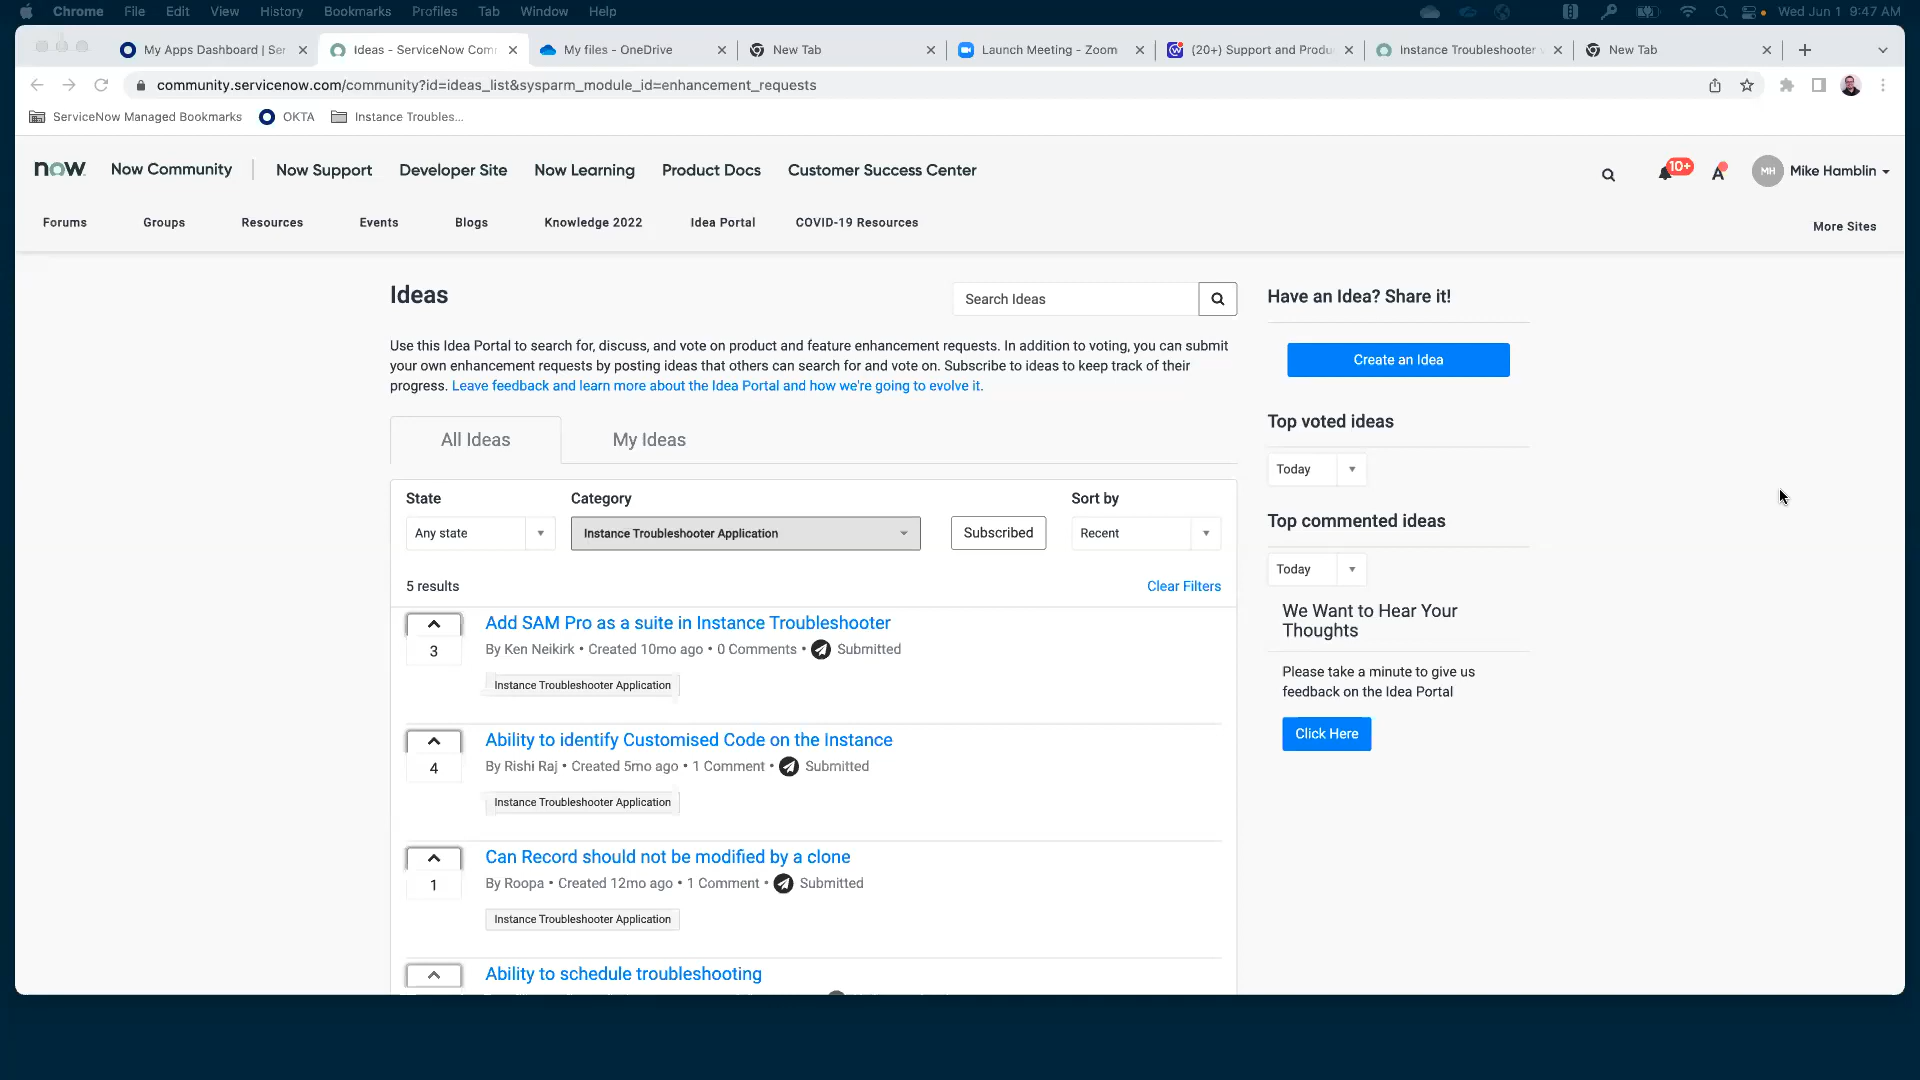 Chrome File Edit View History Bookmarks Profiles Tab Window Help Wed Jun 1 9:47 AM
My Apps Dashboard | Ser Ideas - ServiceNow Com My files - OneDrive New Tab Launch Meeting - Zoom (20+) Support and Produ Instance Troubleshooter New Tab
community.servicenow.com/community?id=ideas_list&sysparm_module_id=enhancement_requests
ServiceNow Managed Bookmarks OKTA Instance Troubles...
now Now Community Now Support Developer Site Now Learning Product Docs Customer Success Center 10+ MH Mike Hamblin
Forums Groups Resources Events Blogs Knowledge 2022 Idea Portal COVID-19 Resources More Sites
Ideas
Search Ideas
Use this Idea Portal to search for, discuss, and vote on product and feature enhancement requests. In addition to voting, you can submit
your own enhancement requests by posting ideas that others can search for and vote on. Subscribe to ideas to keep track of their
progress. Leave feedback and learn more about the Idea Portal and how we're going to evolve it.
All Ideas My Ideas
State Category Sort by
Any state Instance Troubleshooter Application Subscribed Recent
5 results Clear Filters
Add SAM Pro as a suite in Instance Troubleshooter
3 By Ken Neikirk • Created 10mo ago • 0 Comments • Submitted
Instance Troubleshooter Application
Ability to identify Customised Code on the Instance
4 By Rishi Raj • Created 5mo ago • 1 Comment • Submitted
Instance Troubleshooter Application
Can Record should not be modified by a clone
1 By Roopa • Created 12mo ago • 1 Comment • Submitted
Instance Troubleshooter Application
Ability to schedule troubleshooting
Have an Idea? Share it!
Create an Idea
Top voted ideas
Today
Top commented ideas
Today
We Want to Hear Your
Thoughts
Please take a minute to give us
feedback on the Idea Portal
Click Here